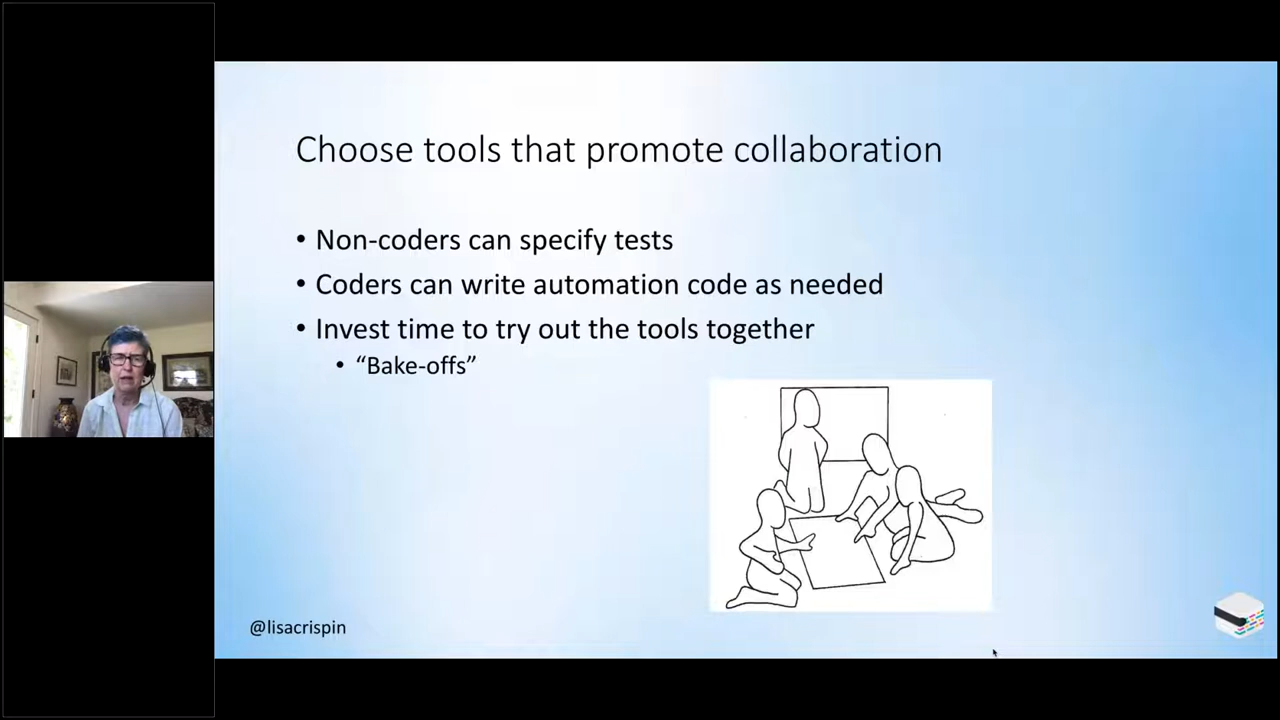 Choose tools that promote collaboration
• Non-coders can specify tests
• Coders can write automation code as needed
• Invest time to try out the tools together
• “Bake-offs”
@lisacrispin